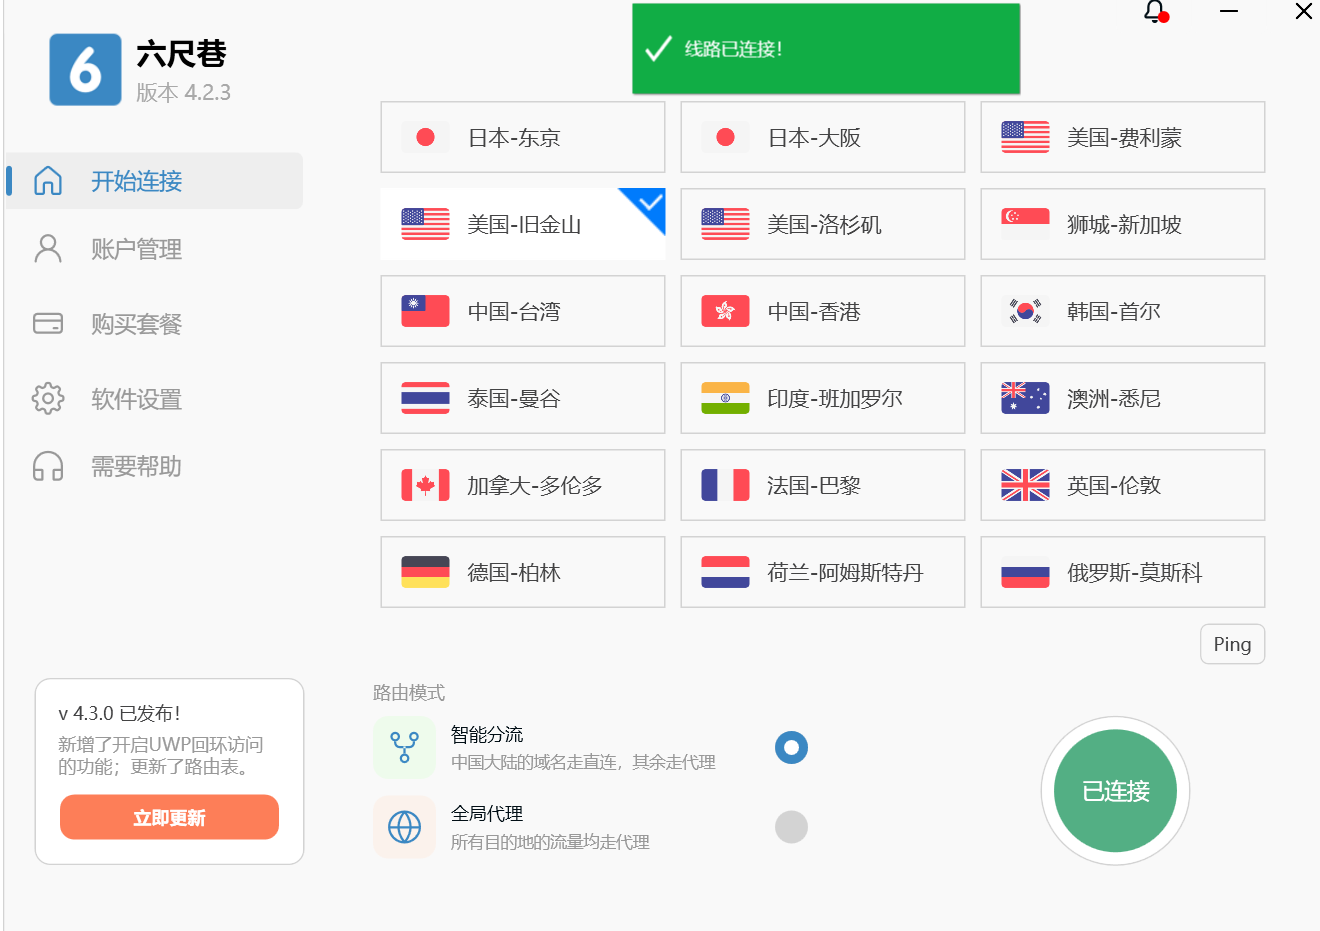 线路已连接！
6 六尺巷
版本 4.2.3
开始连接
账户管理
购买套餐
软件设置
需要帮助
日本-东京
日本-大阪
美国-费利蒙
美国-旧金山
美国-洛杉矶
狮城-新加坡
中国-台湾
中国-香港
韩国-首尔
泰国-曼谷
印度-班加罗尔
澳洲-悉尼
加拿大-多伦多
法国-巴黎
英国-伦敦
德国-柏林
荷兰-阿姆斯特丹
俄罗斯-莫斯科
Ping
v 4.3.0 已发布！
新增了开启UWP回环访问
的功能；更新了路由表。
立即更新
路由模式
智能分流
中国大陆的域名走直连，其余走代理
全局代理
所有目的地的流量均走代理
已连接